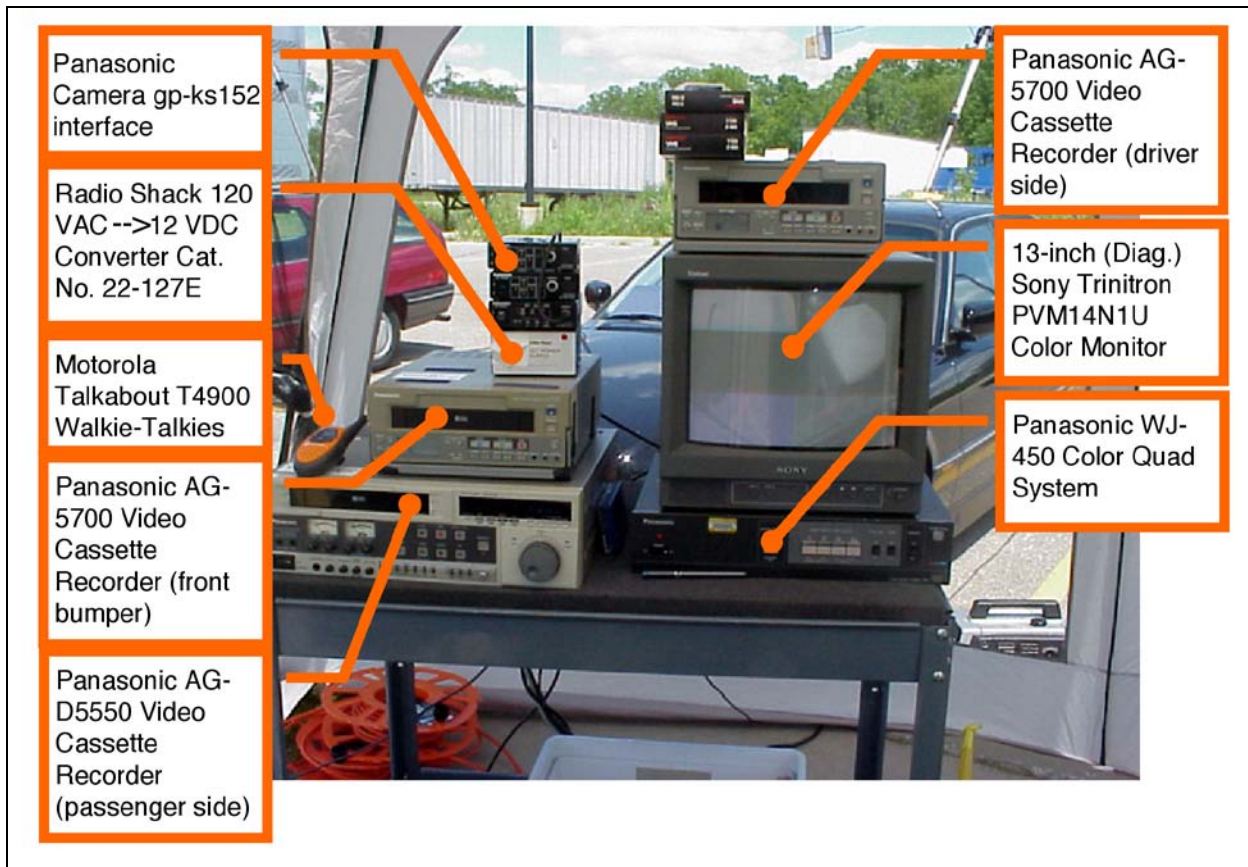 Panasonic
Camera gp-ks152
interface
Radio Shack 120
VAC -->12 VDC
Converter Cat.
No. 22-127E
Motorola
Talkabout T4900
Walkie-Talkies
Panasonic AG-
5700 Video
Cassette
Recorder (front
bumper)
Panasonic AG-
D5550 Video
Cassette
Recorder
(passenger side)
Panasonic AG-
5700 Video
Cassette
Recorder (driver
side)
13-inch (Diag.)
Sony Trinitron
PVM14N1U
Color Monitor
Panasonic WJ-
450 Color Quad
System
Panasonic
SONY
Panasonic